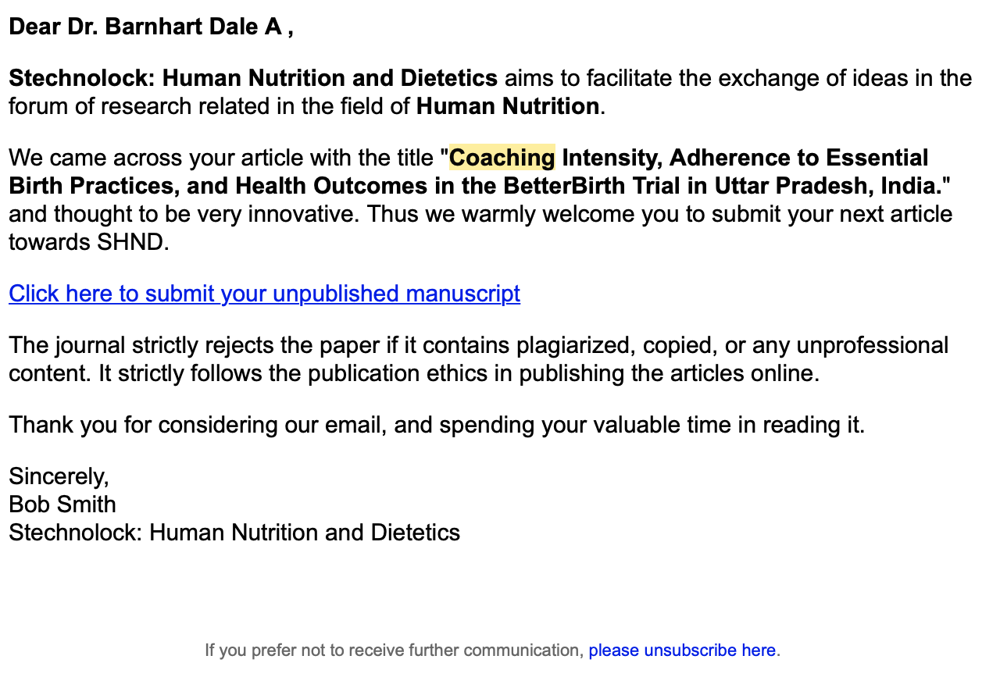 Dear Dr. Barnhart Dale A ,
Stechnolock: Human Nutrition and Dietetics aims to facilitate the exchange of ideas in the
forum of research related in the field of Human Nutrition.
We came across your article with the title "Coaching Intensity, Adherence to Essential
Birth Practices, and Health Outcomes in the BetterBirth Trial in Uttar Pradesh, India."
and thought to be very innovative. Thus we warmly welcome you to submit your next article
towards SHND.
Click here to submit your unpublished manuscript
The journal strictly rejects the paper if it contains plagiarized, copied, or any unprofessional
content. It strictly follows the publication ethics in publishing the articles online.
Thank you for considering our email, and spending your valuable time in reading it.
Sincerely,
Bob Smith
Stechnolock: Human Nutrition and Dietetics
If you prefer not to receive further communication, please unsubscribe here.